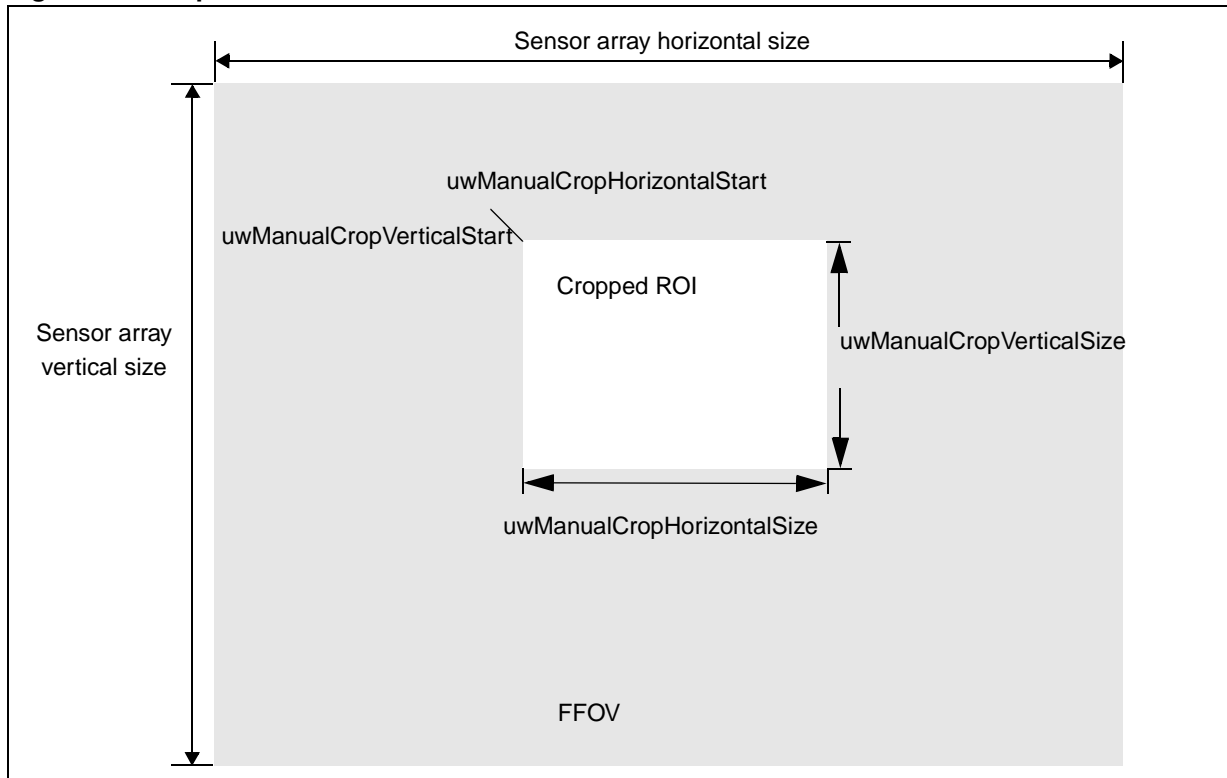 Sensor array horizontal size
uwManualCropHorizontalStart
uwManualCropVerticalStart
Cropped ROI
Sensor array
vertical size
uwManualCropVerticalSize
uwManualCropHorizontalSize
FFOV